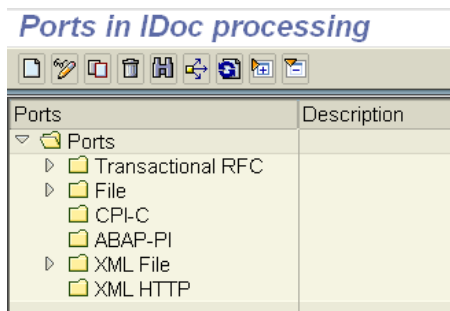 Ports in IDoc processing
Ports Description
Ports
Transactional RFC
File
CPI-C
ABAP-PI
XML File
XML HTTP